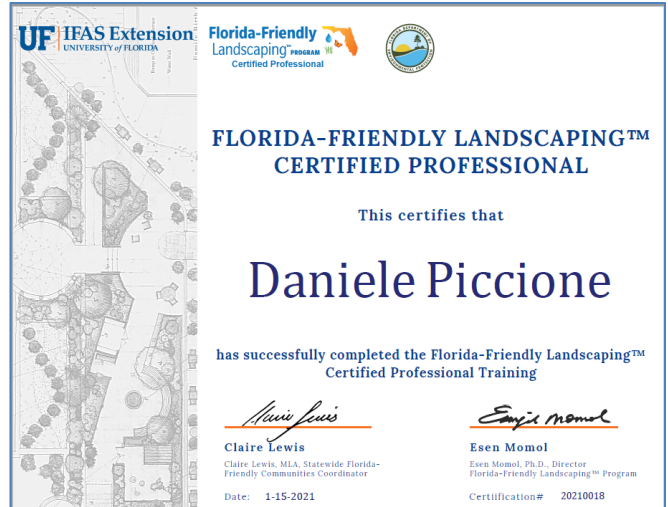 UF IFAS Extension
UNIVERSITY of FLORIDA
Florida-Friendly
Landscaping™ PROGRAM
Certified Professional
FLORIDA-FRIENDLY LANDSCAPING™
CERTIFIED PROFESSIONAL
This certifies that
Daniele Piccione
has successfully completed the Florida-Friendly Landscaping™
Certified Professional Training
Claire Lewis
Claire Lewis, MLA, Statewide Florida-
Friendly Communities Coordinator
Date: 1-15-2021
Esen Momol
Esen Momol, Ph.D., Director
Florida-Friendly Landscaping™ Program
Certiification# 20210018